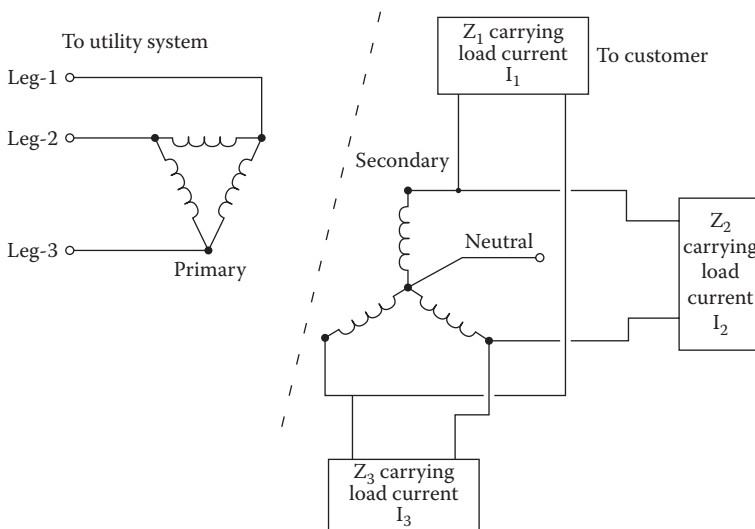 To utility system
Leg-1
Leg-2
Leg-3
Primary
Z₁ carrying
load current
I₁
To customer
Secondary
Neutral
Z₂
carrying
load
current
I₂
Z₃ carrying
load current
I₃